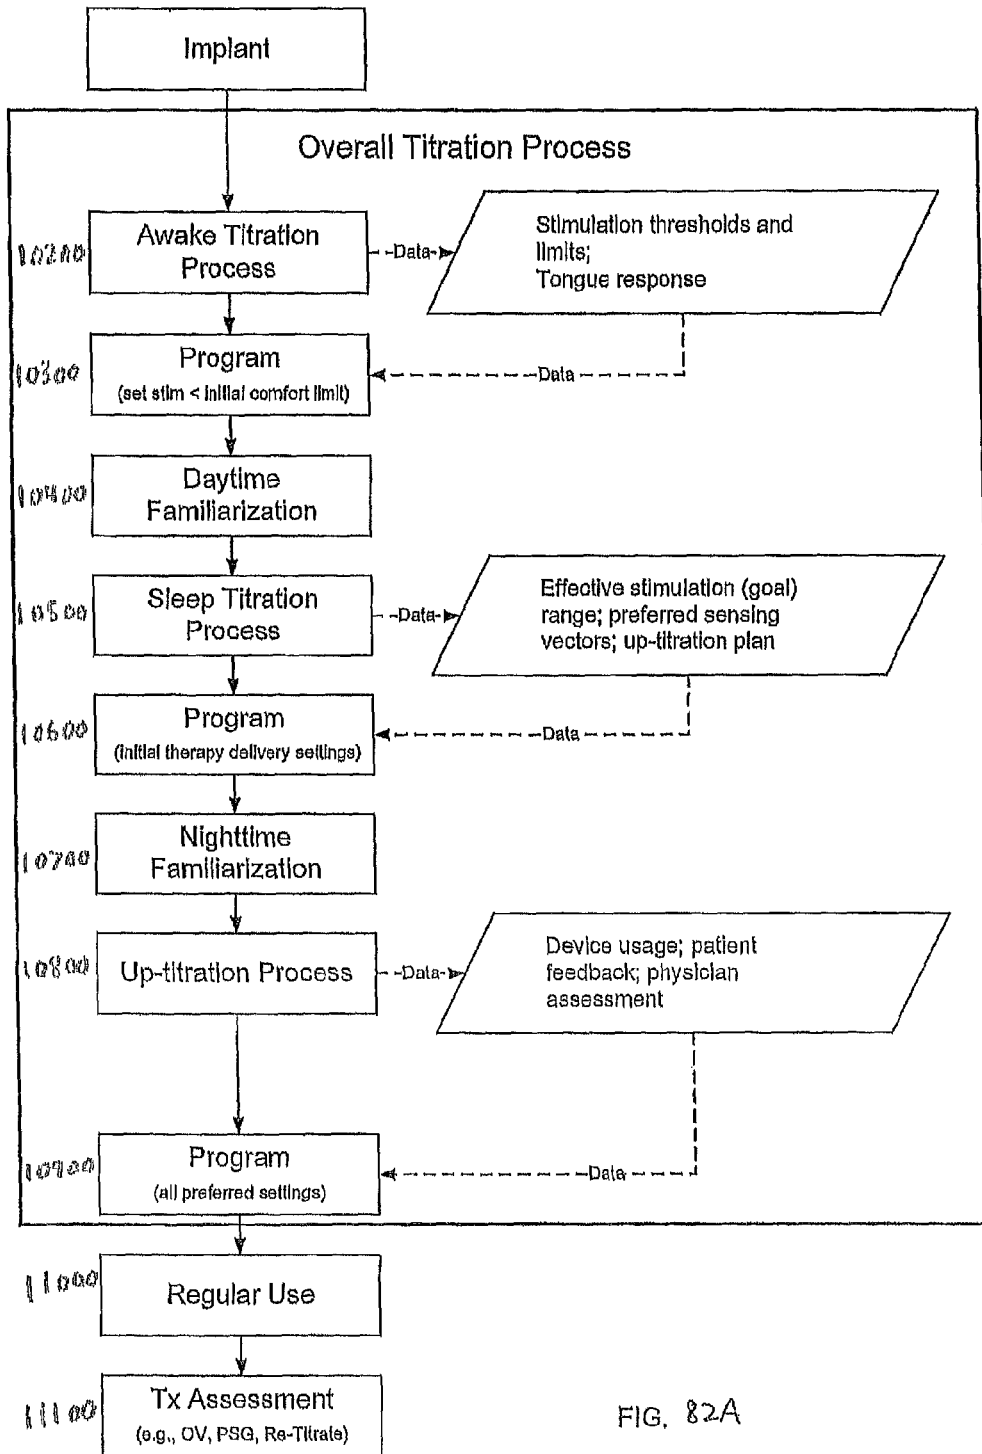 Implant
Overall Titration Process
10200
Awake Titration
Process
Data
Stimulation thresholds and
limits;
Tongue response
10300
Program
(set stim < initial comfort limit)
Data
10400
Daytime
Familiarization
10500
Sleep Titration
Process
Data
Effective stimulation (goal)
range; preferred sensing
vectors; up-titration plan
10600
Program
(initial therapy delivery settings)
Data
10700
Nighttime
Familiarization
10800
Up-titration Process
Data
Device usage; patient
feedback; physician
assessment
10900
Program
(all preferred settings)
Data
11000
Regular Use
11100
Tx Assessment
(e.g., OV, PSG, Re-Titrate)
FIG. 82A